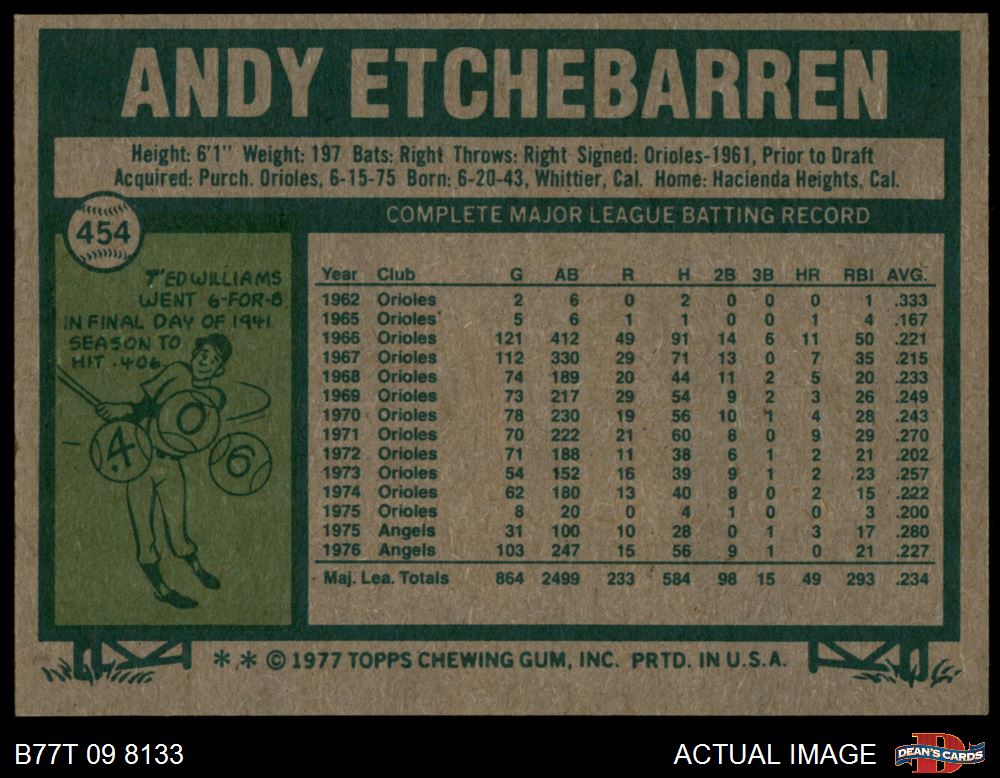 ANDY ETCHEBARREN
Height: 6'1" Weight: 197 Bats: Right Throws: Right Signed: Orioles-1961, Prior to Draft
Acquired: Purch. Orioles, 6-15-75 Born: 6-20-43, Whittier, Cal. Home: Hacienda Heights, Cal.
454
COMPLETE MAJOR LEAGUE BATTING RECORD
TED WILLIAMS
WENT 6-FOR-8
IN FINAL DAY OF 1941
SEASON TO
HIT .406
.4 0 6
Year Club G AB R H 2B 3B HR RBI AVG.
1962 Orioles 2 6 0 2 0 0 0 1 .333
1965 Orioles 5 6 1 1 0 0 1 4 .167
1966 Orioles 121 412 49 91 14 6 11 50 .221
1967 Orioles 112 330 29 71 13 0 7 35 .215
1968 Orioles 74 189 20 44 11 2 5 20 .233
1969 Orioles 73 217 29 54 9 2 3 26 .249
1970 Orioles 78 230 19 56 10 1 4 28 .243
1971 Orioles 70 222 21 60 8 0 9 29 .270
1972 Orioles 71 188 11 38 6 1 2 21 .202
1973 Orioles 54 152 16 39 9 1 2 23 .257
1974 Orioles 62 180 13 40 8 0 2 15 .222
1975 Orioles 8 20 0 4 1 0 0 3 .200
1975 Angels 31 100 10 28 0 1 3 17 .280
1976 Angels 103 247 15 56 9 1 0 21 .227
Maj. Lea. Totals 864 2499 233 584 98 15 49 293 .234
*,* © 1977 TOPPS CHEWING GUM, INC. PRTD. IN U.S.A.
B77T 09 8133
ACTUAL IMAGE
D
DEAN'S CARDS